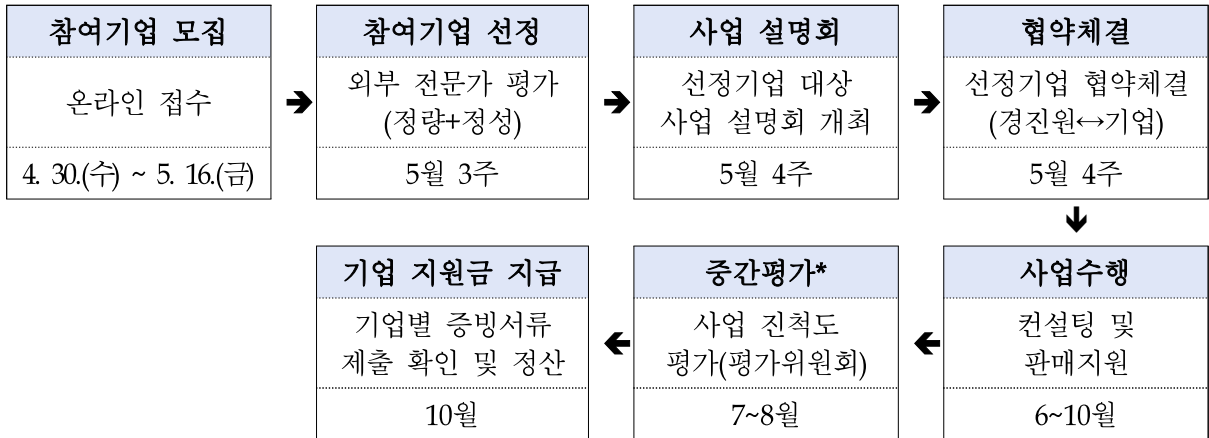 참여기업 모집
온라인 접수
4. 30.(수) ~ 5. 16.(금)
참여기업 선정
외부 전문가 평가
(정량+정성)
5월 3주
사업 설명회
선정기업 대상
사업 설명회 개최
5월 4주
협약체결
선정기업 협약체결
(경진원↔기업)
5월 4주
사업수행
컨설팅 및
판매지원
6~10월
중간평가*
사업 진척도
평가(평가위원회)
7~8월
기업 지원금 지급
기업별 증빙서류
제출 확인 및 정산
10월